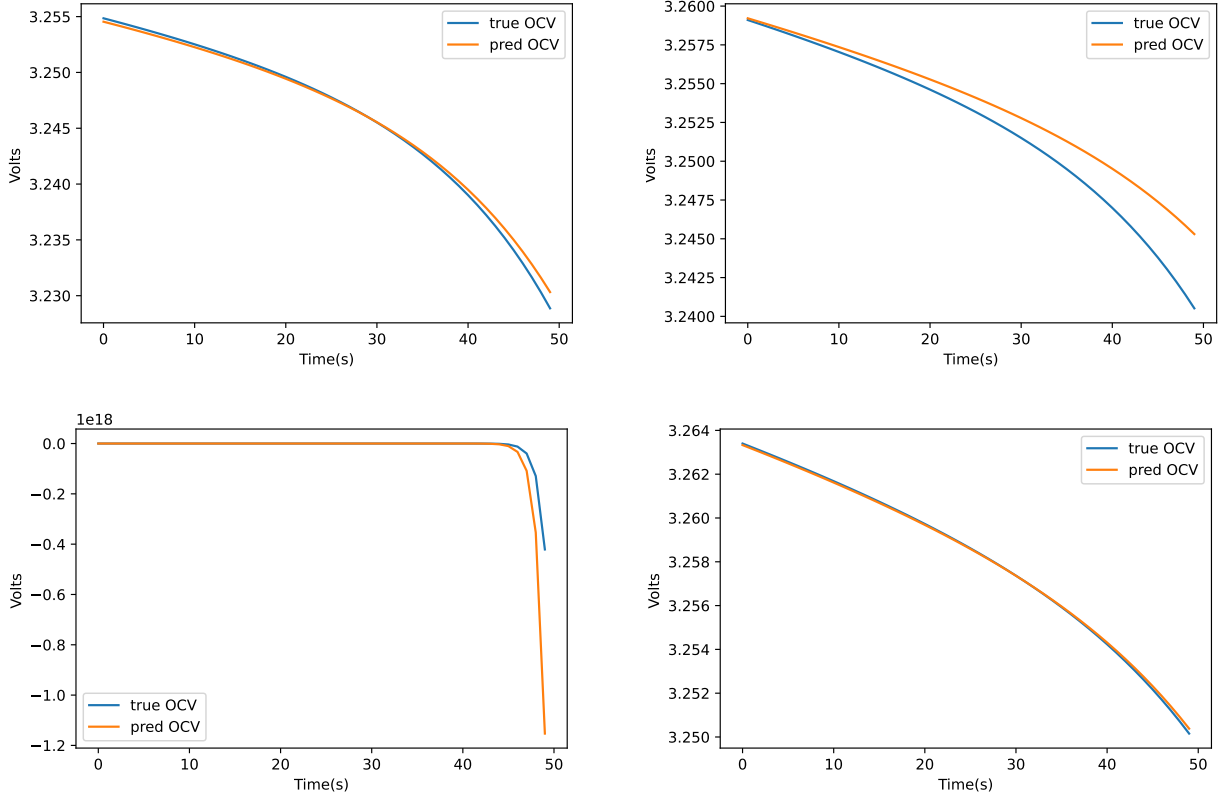 3.255
3.250
3.245
3.240
3.235
3.230
Volts
0 10 20 30 40 50
Time(s)
true OCV
pred OCV
3.2600
3.2575
3.2550
3.2525
3.2500
3.2475
3.2450
3.2425
3.2400
Volts
0 10 20 30 40 50
Time(s)
true OCV
pred OCV
1e18
0.0
−0.2
−0.4
−0.6
−0.8
−1.0
−1.2
Volts
0 10 20 30 40 50
Time(s)
true OCV
pred OCV
3.264
3.262
3.260
3.258
3.256
3.254
3.252
3.250
Volts
0 10 20 30 40 50
Time(s)
true OCV
pred OCV